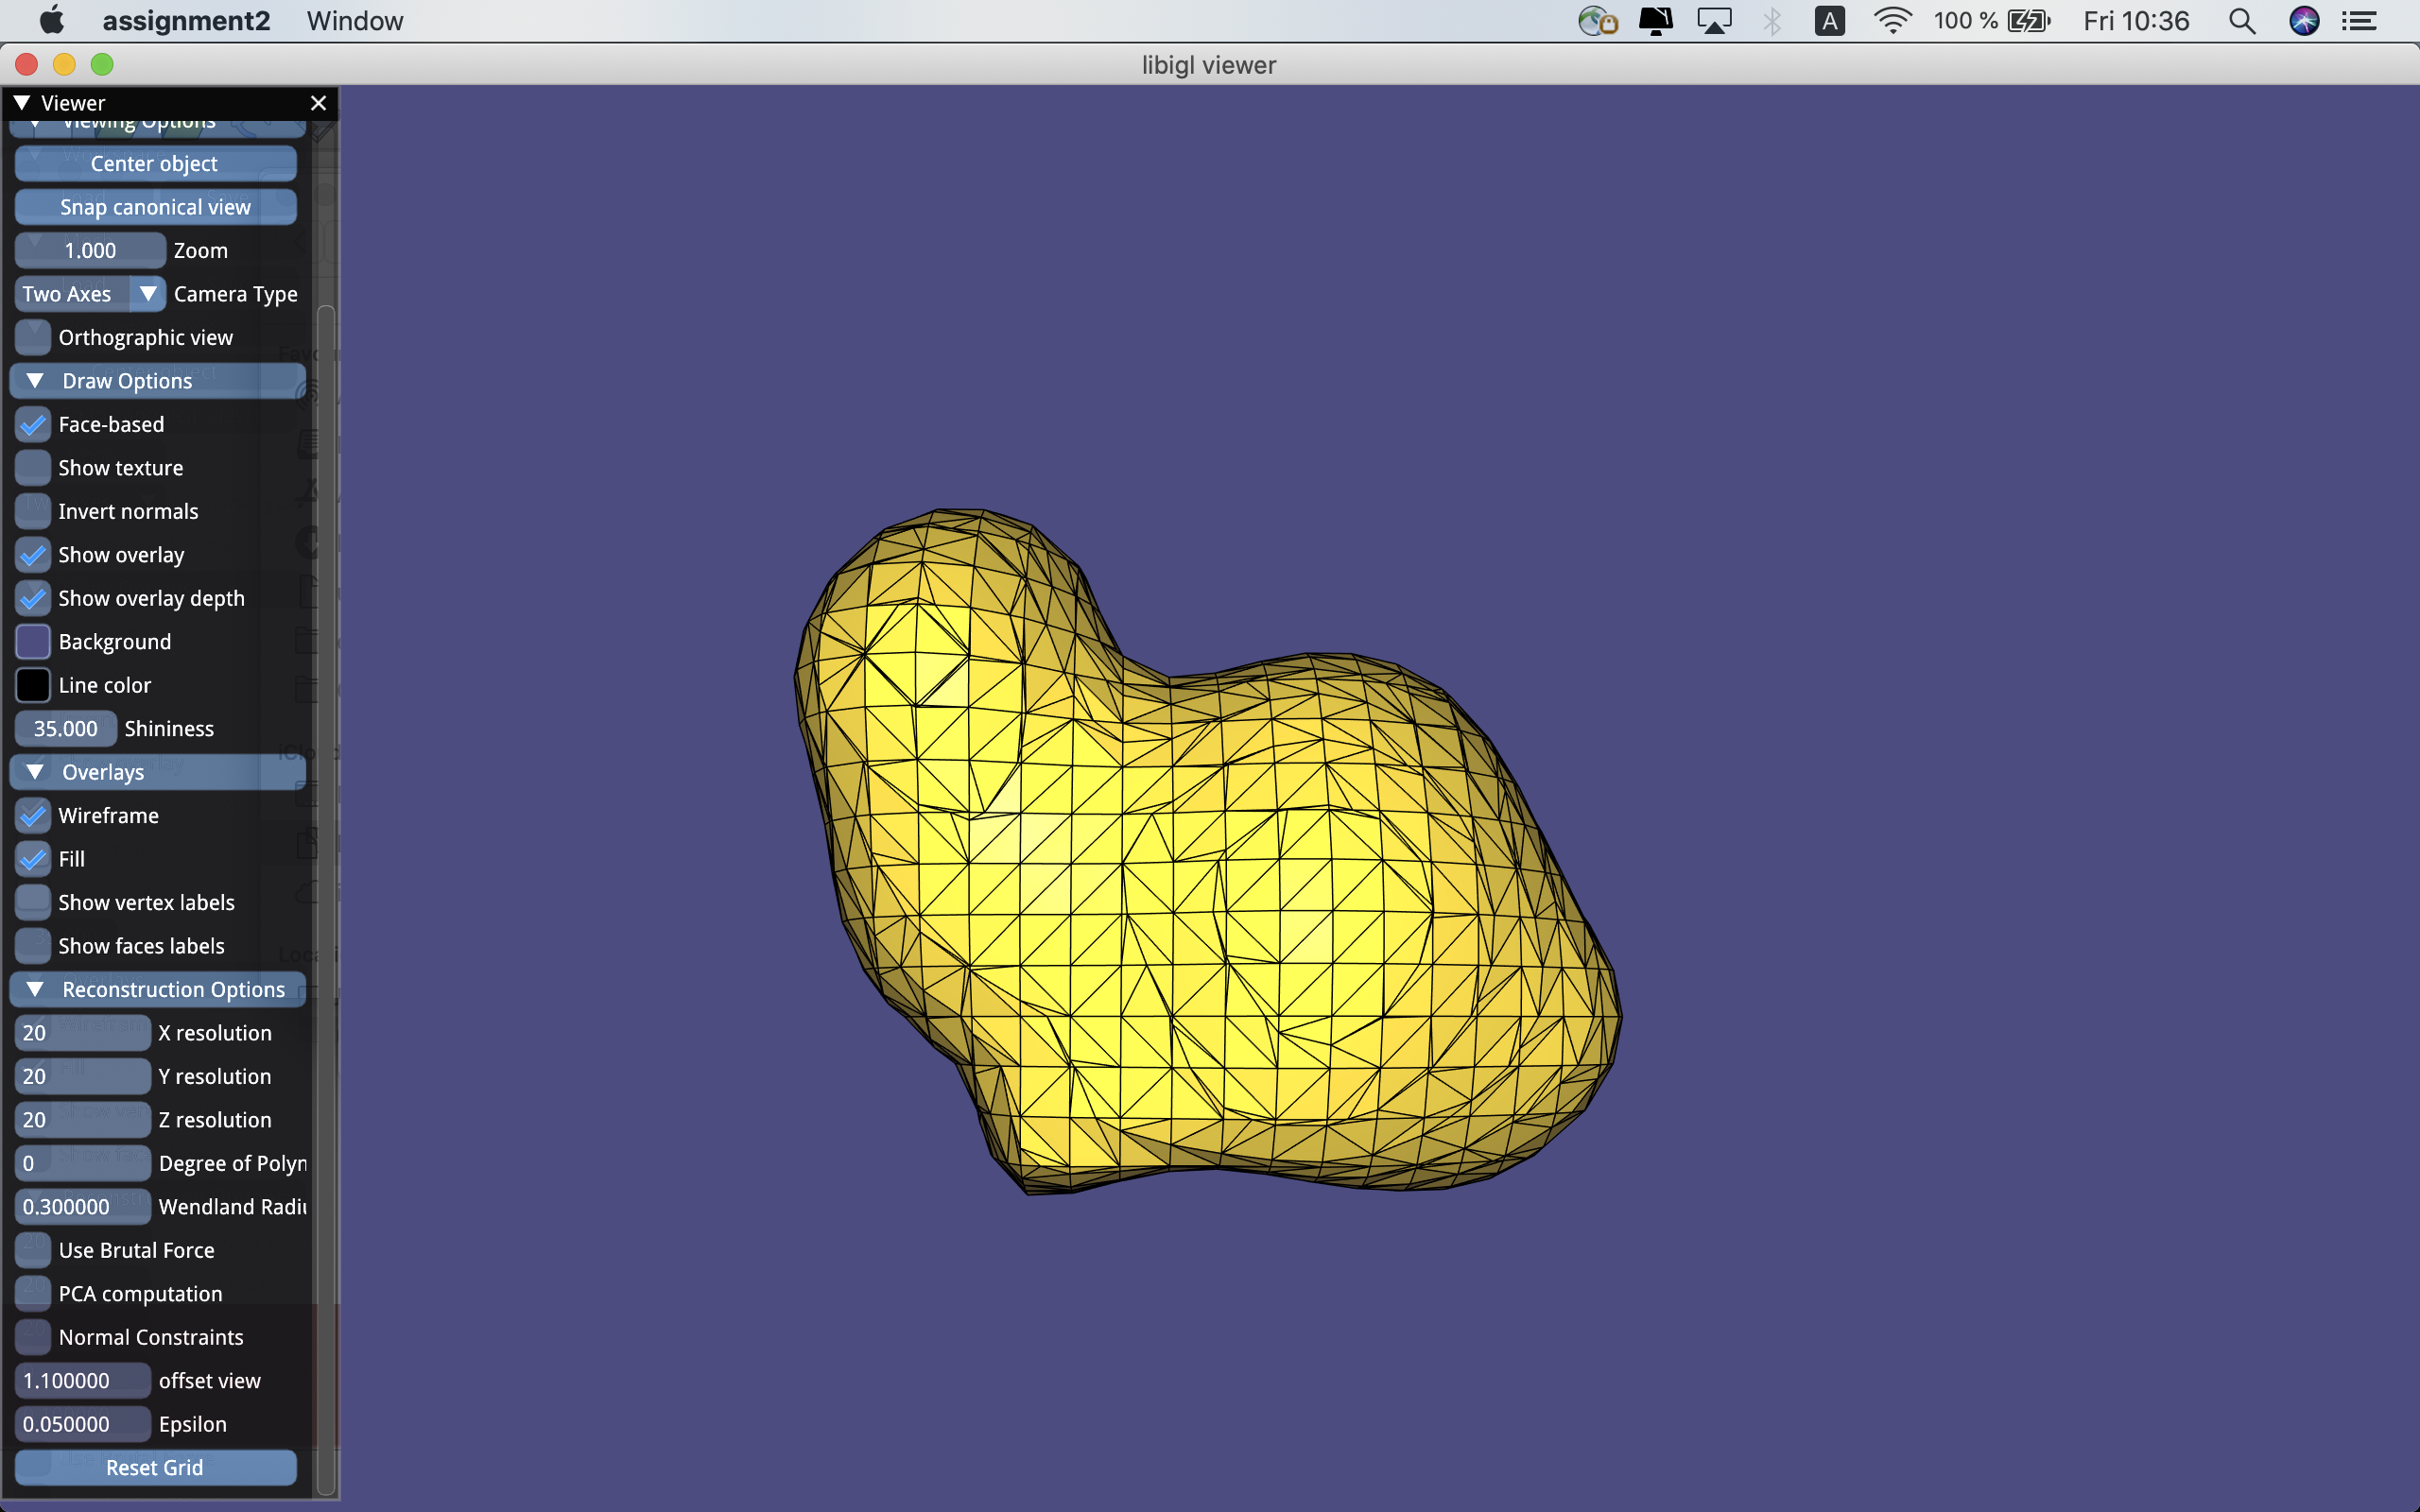 assignment2 Window A 100 % Fri 10:36
libigl viewer
Viewer
Viewing Options
Center object
Snap canonical view
1.000 Zoom
Two Axes Camera Type
Orthographic view
Draw Options
Face-based
Show texture
Invert normals
Show overlay
Show overlay depth
Background
Line color
35.000 Shininess
Overlays
Wireframe
Fill
Show vertex labels
Show faces labels
Reconstruction Options
20 X resolution
20 Y resolution
20 Z resolution
0 Degree of Polyn
0.300000 Wendland Radiu
Use Brutal Force
PCA computation
Normal Constraints
1.100000 offset view
0.050000 Epsilon
Reset Grid